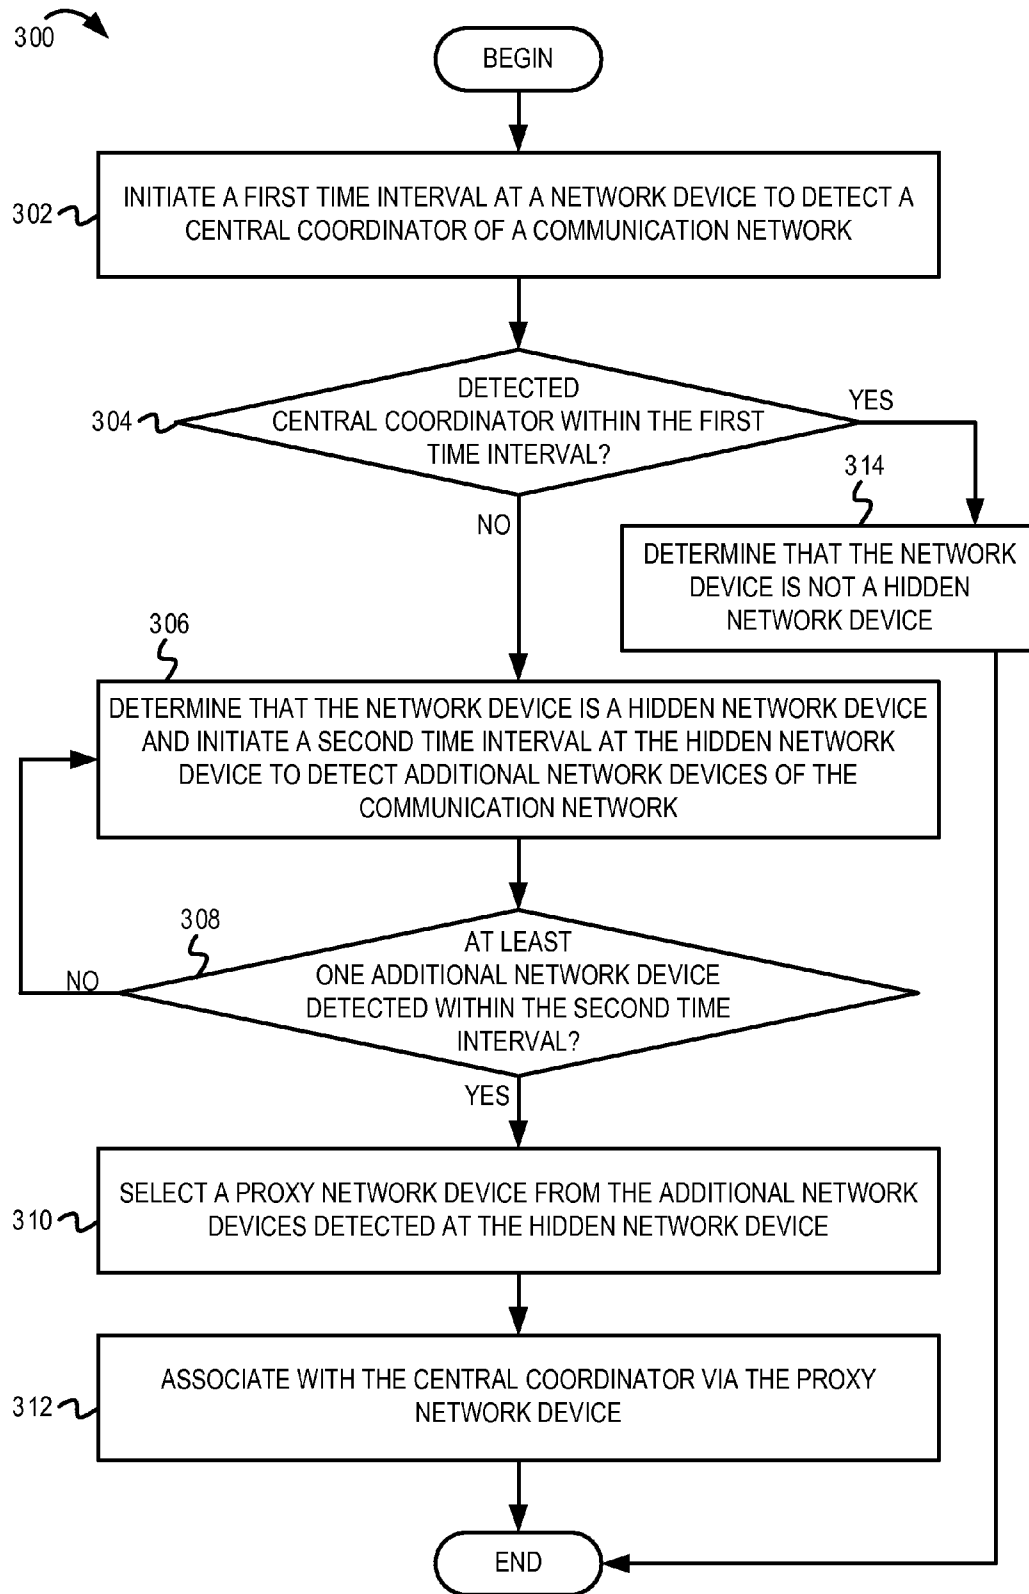 300
BEGIN
302
INITIATE A FIRST TIME INTERVAL AT A NETWORK DEVICE TO DETECT A
CENTRAL COORDINATOR OF A COMMUNICATION NETWORK
304
DETECTED
CENTRAL COORDINATOR WITHIN THE FIRST
TIME INTERVAL?
YES
NO
314
DETERMINE THAT THE NETWORK
DEVICE IS NOT A HIDDEN
NETWORK DEVICE
306
DETERMINE THAT THE NETWORK DEVICE IS A HIDDEN NETWORK DEVICE
AND INITIATE A SECOND TIME INTERVAL AT THE HIDDEN NETWORK
DEVICE TO DETECT ADDITIONAL NETWORK DEVICES OF THE
COMMUNICATION NETWORK
308
AT LEAST
ONE ADDITIONAL NETWORK DEVICE
DETECTED WITHIN THE SECOND TIME
INTERVAL?
NO
YES
310
SELECT A PROXY NETWORK DEVICE FROM THE ADDITIONAL NETWORK
DEVICES DETECTED AT THE HIDDEN NETWORK DEVICE
312
ASSOCIATE WITH THE CENTRAL COORDINATOR VIA THE PROXY
NETWORK DEVICE
END